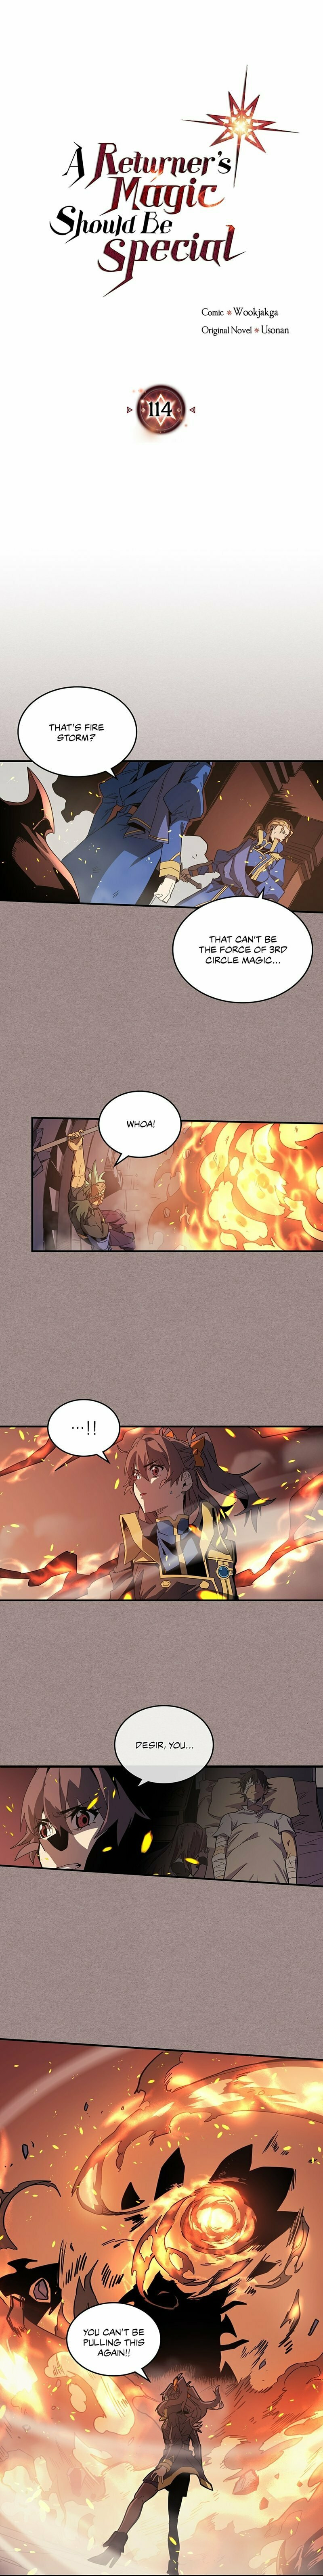 A Returner's
Magic
Should Be
Special
Comic Wookjakga
Original Novel Usonan
114
THAT'S FIRE
STORM?
THAT CAN'T BE
THE FORCE OF 3RD
CIRCLE MAGIC...
WHOA!
...!!
DESIR, YOU...
YOU CAN'T BE
PULLING THIS
AGAIN!!